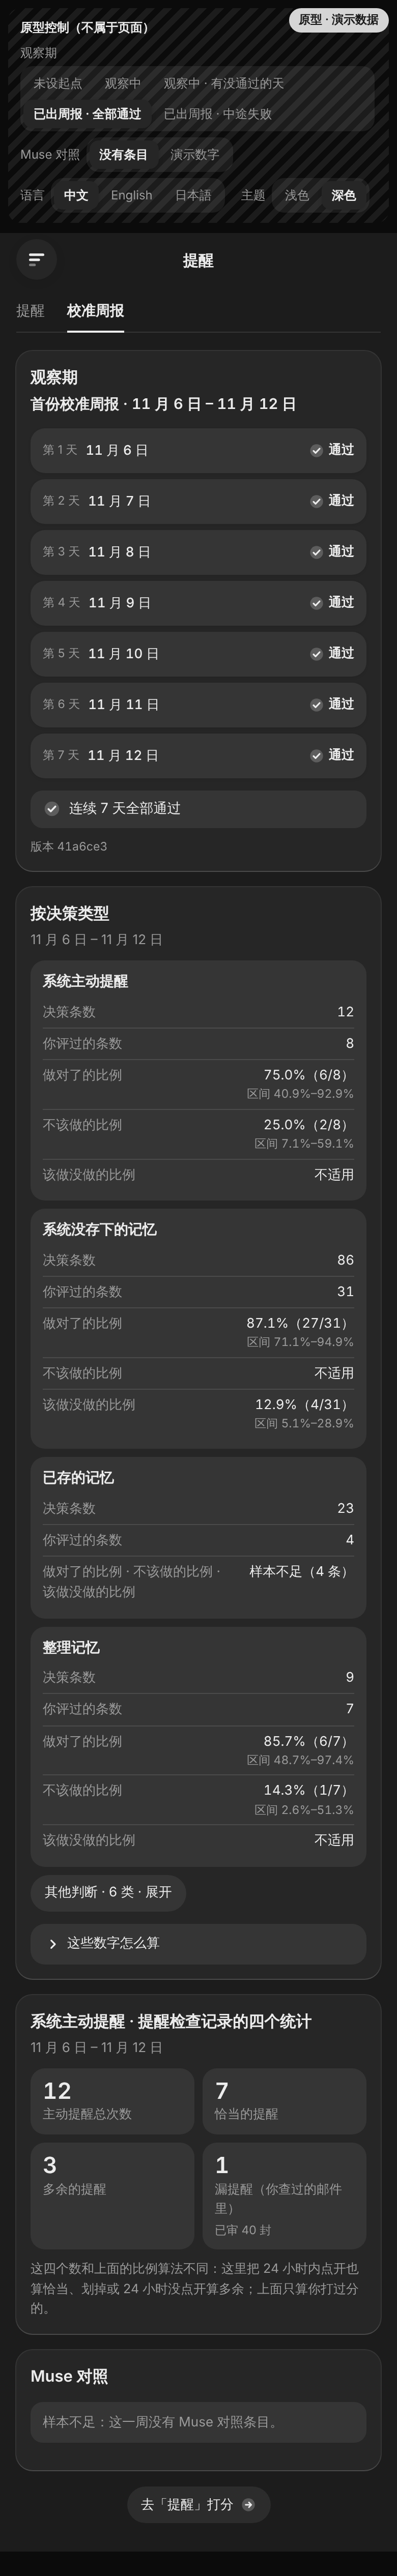 原型 · 演示数据
原型控制（不属于页面）
观察期
未设起点 观察中 观察中 · 有没通过的天
已出周报 · 全部通过 已出周报 · 中途失败
Muse 对照 没有条目 演示数字
语言 中文 English 日本語 主题 浅色 深色
提醒
提醒 校准周报
观察期
首份校准周报 · 11 月 6 日 – 11 月 12 日
第 1 天 11 月 6 日 通过
第 2 天 11 月 7 日 通过
第 3 天 11 月 8 日 通过
第 4 天 11 月 9 日 通过
第 5 天 11 月 10 日 通过
第 6 天 11 月 11 日 通过
第 7 天 11 月 12 日 通过
连续 7 天全部通过
版本 41a6ce3
按决策类型
11 月 6 日 – 11 月 12 日
系统主动提醒
决策条数 12
你评过的条数 8
做对了的比例 75.0%（6/8）
区间 40.9%–92.9%
不该做的比例 25.0%（2/8）
区间 7.1%–59.1%
该做没做的比例 不适用
系统没存下的记忆
决策条数 86
你评过的条数 31
做对了的比例 87.1%（27/31）
区间 71.1%–94.9%
不该做的比例 不适用
该做没做的比例 12.9%（4/31）
区间 5.1%–28.9%
已存的记忆
决策条数 23
你评过的条数 4
做对了的比例 · 不该做的比例 · 样本不足（4 条）
该做没做的比例
整理记忆
决策条数 9
你评过的条数 7
做对了的比例 85.7%（6/7）
区间 48.7%–97.4%
不该做的比例 14.3%（1/7）
区间 2.6%–51.3%
该做没做的比例 不适用
其他判断 · 6 类 · 展开
这些数字怎么算
系统主动提醒 · 提醒检查记录的四个统计
11 月 6 日 – 11 月 12 日
12 7
主动提醒总次数 恰当的提醒
3 1
多余的提醒 漏提醒（你查过的邮件
里）
已审 40 封
这四个数和上面的比例算法不同：这里把 24 小时内点开也
算恰当、划掉或 24 小时没点开算多余；上面只算你打过分
的。
Muse 对照
样本不足：这一周没有 Muse 对照条目。
去「提醒」打分